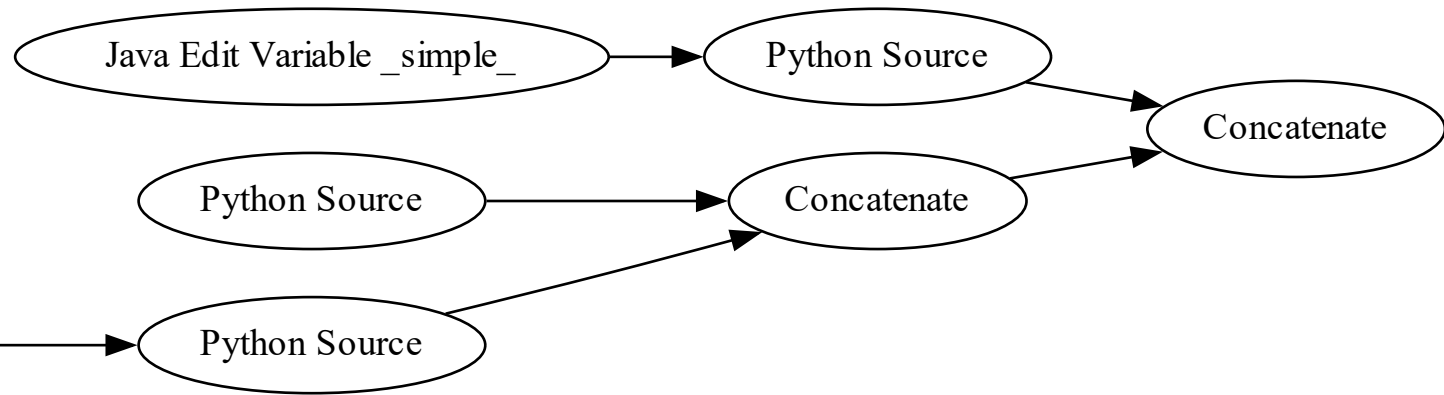 Java Edit Variable _simple_
Python Source
Concatenate
Python Source
Concatenate
Python Source